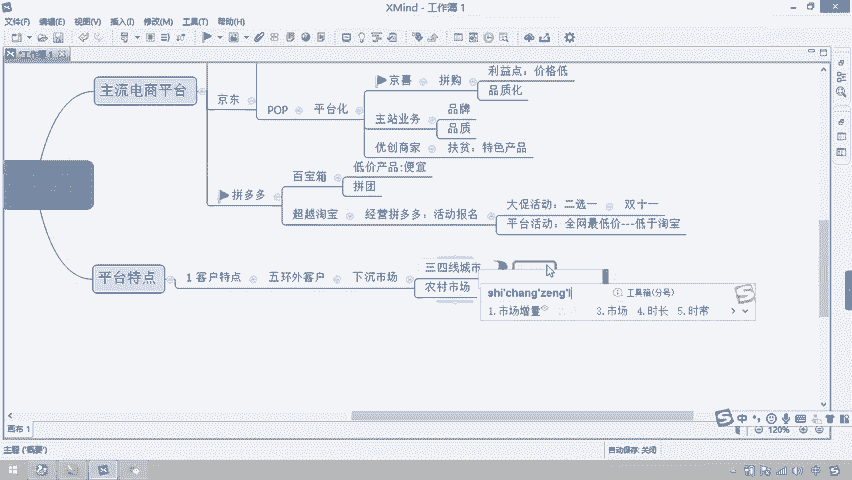 XMind - 工作簿 1
文件(F) 编辑(E) 视图(V) 插入(I) 修改(M) 工具(T) 帮助(H)
*工作簿 1
主流电商平台
京东
POP
平台化
京喜
拼购
利益点：价格低
品质化
主站业务
品牌
品质
优创商家
扶贫：特色产品
拼多多
百宝箱
低价产品:便宜
拼团
超越淘宝
经营拼多多：活动报名
大促活动：二选一
双十一
平台活动：全网最低价---低于淘宝
平台特点
1 客户特点
五环外客户
下沉市场
三四线城市
农村市场
shi'chang'zeng'l
工具箱(分号)
1.市场增量 3.市场 4.时长 5.时常
画布 1
120%
主题 ('概要')
自动保存: 关闭